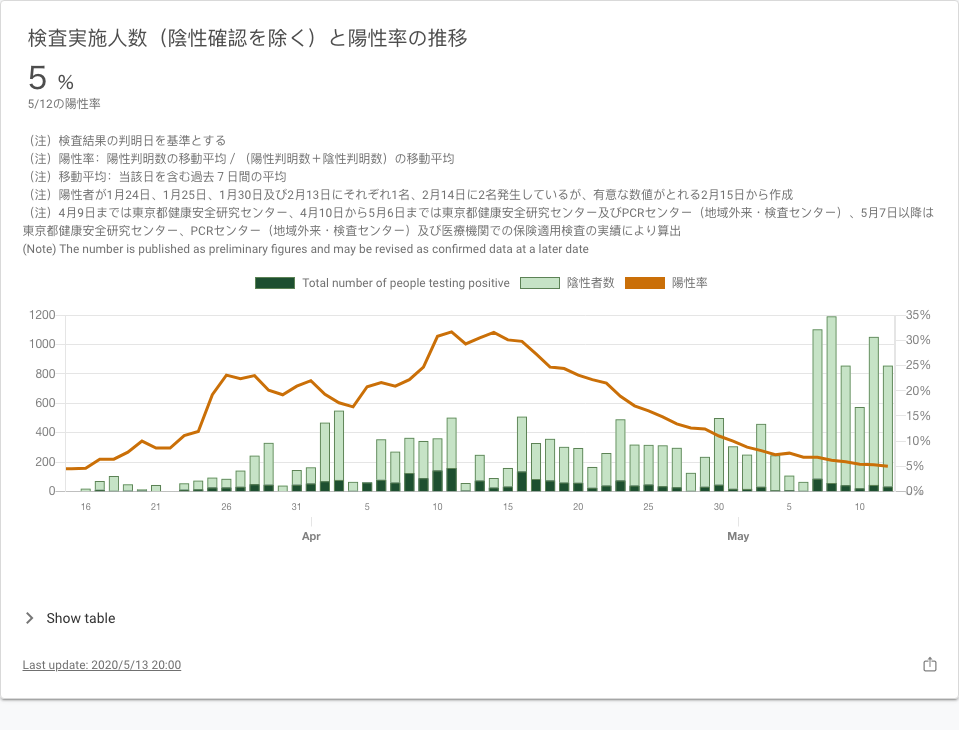 検査実施人数（陰性確認を除く）と陽性率の推移
5 %
5/12の陽性率
（注）検査結果の判明日を基準とする
（注）陽性率：陽性判明数の移動平均 / （陽性判明数＋陰性判明数）の移動平均
（注）移動平均：当該日を含む過去７日間の平均
（注）陽性者が1月24日、1月25日、1月30日及び2月13日にそれぞれ1名、2月14日に2名発生しているが、有意な数値がとれる2月15日から作成
（注）4月9日までは東京都健康安全研究センター、4月10日から5月6日までは東京都健康安全研究センター及びPCRセンター（地域外来・検査センター）、5月7日以降は
東京都健康安全研究センター、PCRセンター（地域外来・検査センター）及び医療機関での保険適用検査の実績により算出
(Note) The number is published as preliminary figures and may be revised as confirmed data at a later date
Total number of people testing positive 陰性者数 陽性率
1200 35%
1000 30%
800 25%
600 20%
400 15%
200 10%
0 5%
0%
16 21 26 31 5 10 15 20 25 30 5 10
Apr May
Show table
Last update: 2020/5/13 20:00